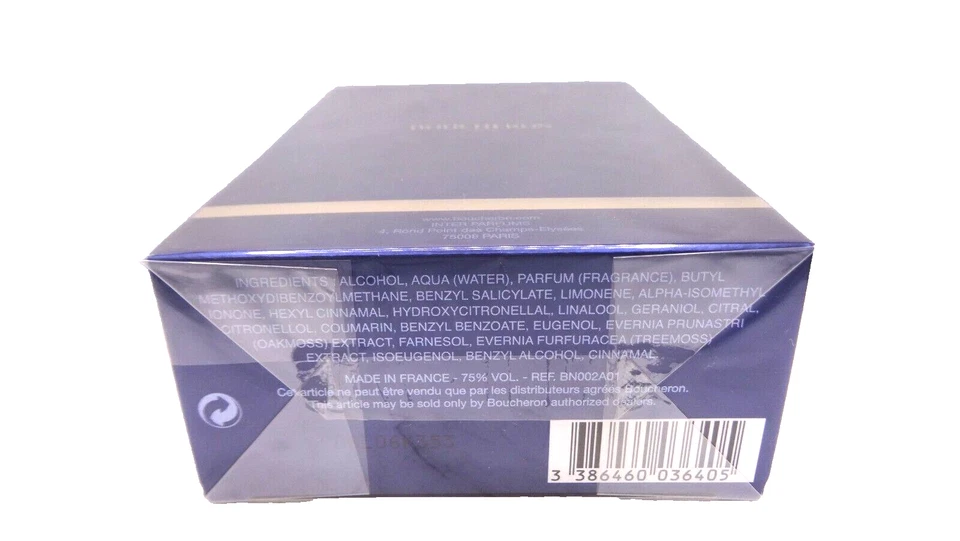 BOUCHERON
www.boucheron.com
INTER PARFUMS
4, Rond Point des Champs-Elysées
75008 PARIS
INGREDIENTS : ALCOHOL, AQUA (WATER), PARFUM (FRAGRANCE), BUTYL
METHOXYDIBENZOYLMETHANE, BENZYL SALICYLATE, LIMONENE, ALPHA-ISOMETHYL
IONONE, HEXYL CINNAMAL, HYDROXYCITRONELLAL, LINALOOL, GERANIOL, CITRAL,
CITRONELLOL, COUMARIN, BENZYL BENZOATE, EUGENOL, EVERNIA PRUNASTRI
(OAKMOSS) EXTRACT, FARNESOL, EVERNIA FURFURACEA (TREEMOSS)
EXTRACT, ISOEUGENOL, BENZYL ALCOHOL, CINNAMAL
MADE IN FRANCE - 75% VOL. - REF. BN002A01
Cet article ne peut être vendu que par les distributeurs agréés Boucheron.
This article may be sold only by Boucheron authorized dealers.
3 386460 036405